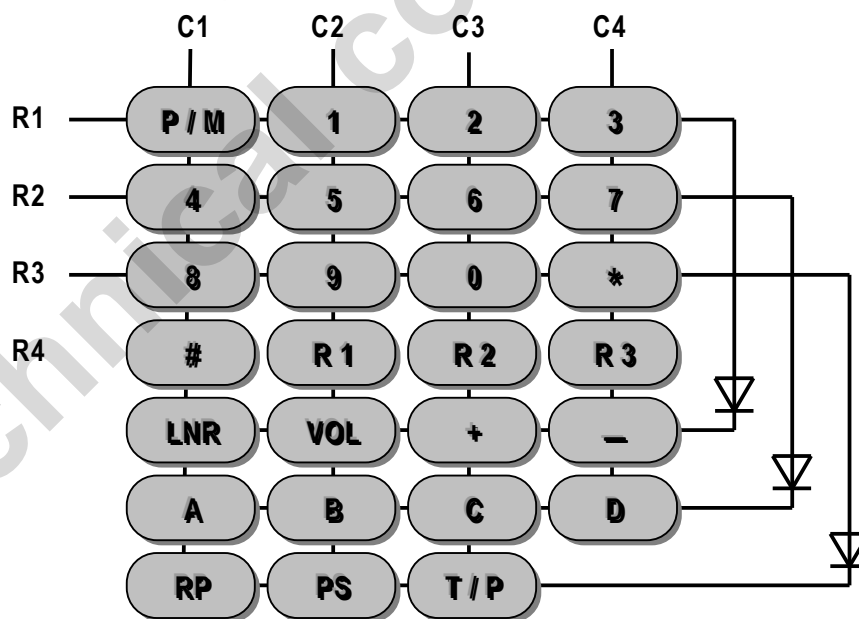 C1 C2 C3 C4
R1 P / M 1 2 3
R2 4 5 6 7
R3 8 9 0 *
R4 # R 1 R 2 R 3
LNR VOL + –
A B C D
RP PS T / P